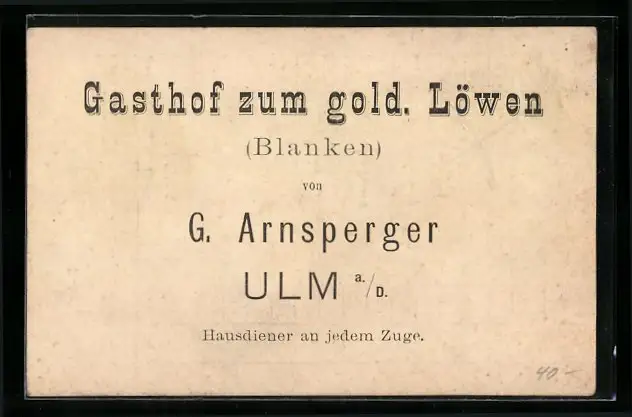 Gasthof zum gold. Löwen
(Blanken)
von
G. Arnsperger
ULM a./D.
Hausdiener an jedem Zuge.
40-